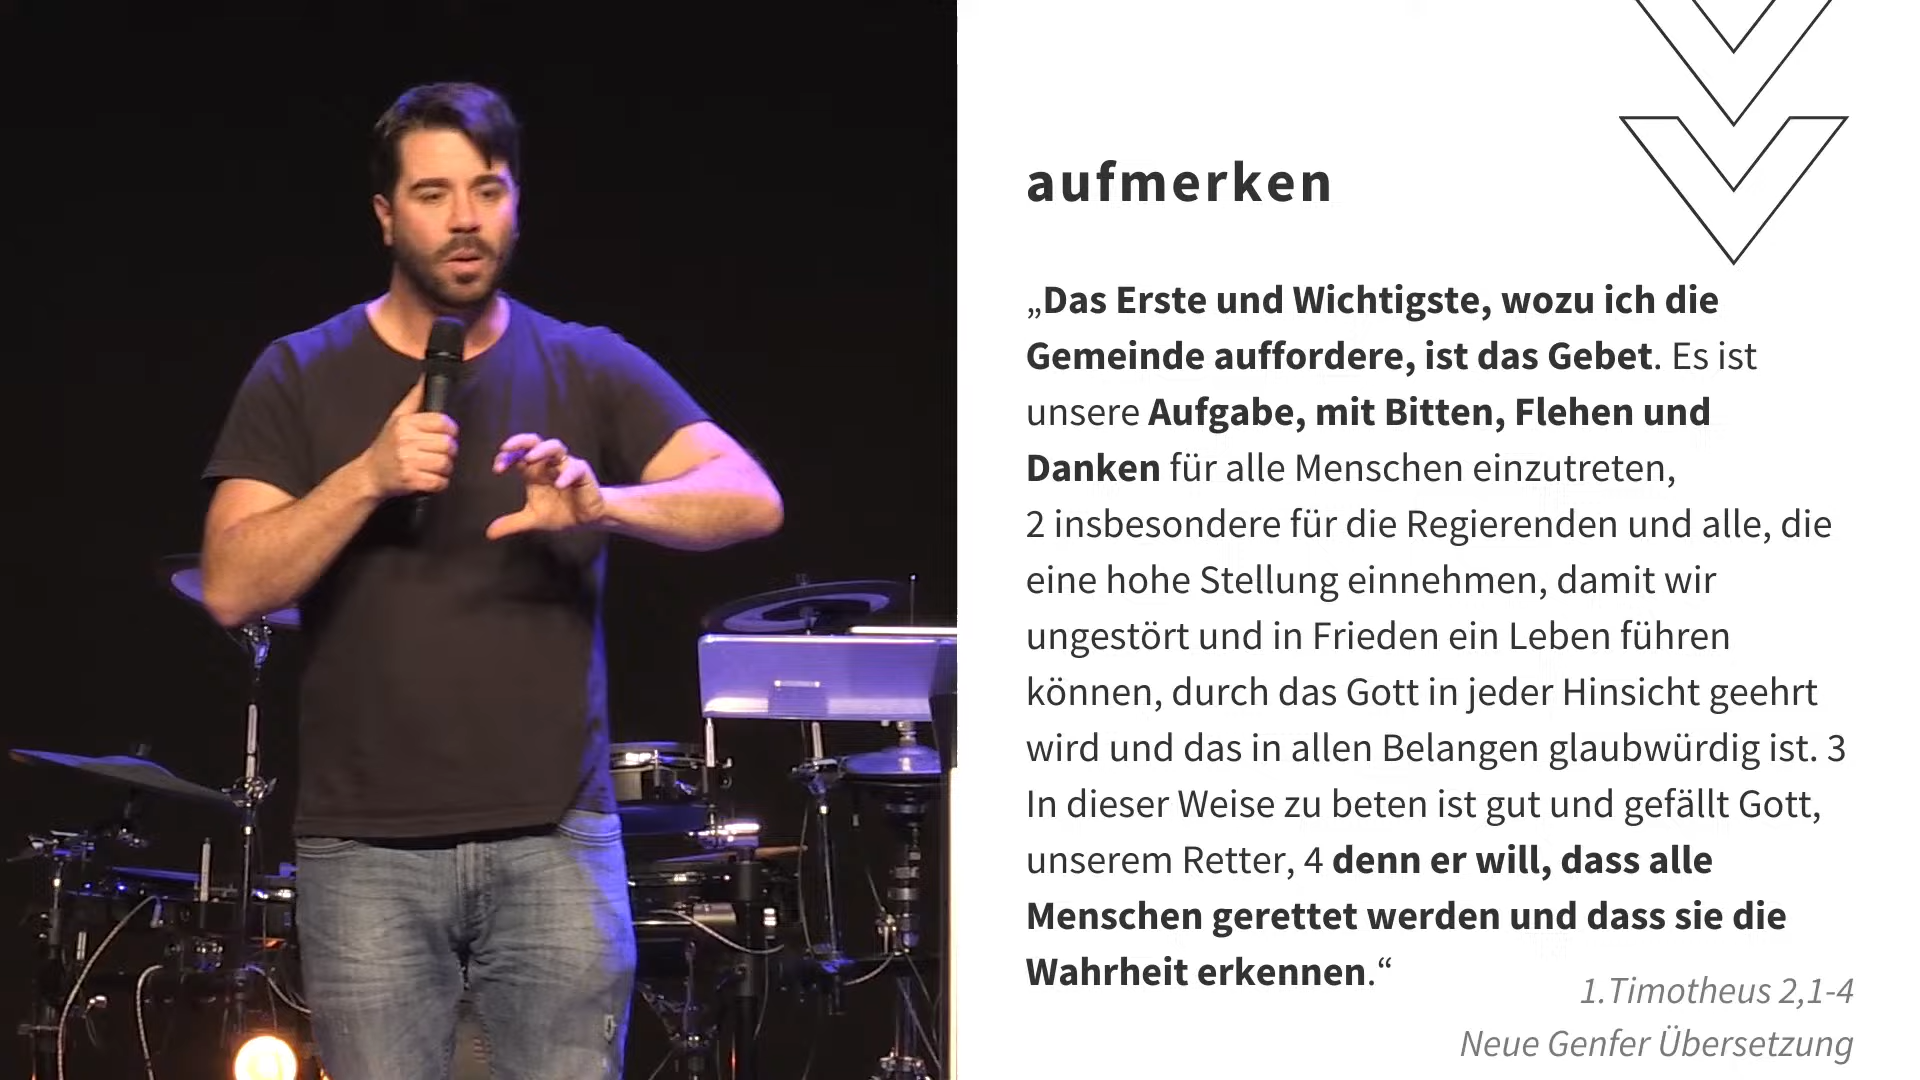 aufmerken
„Das Erste und Wichtigste, wozu ich die
Gemeinde auffordere, ist das Gebet. Es ist
unsere Aufgabe, mit Bitten, Flehen und
Danken für alle Menschen einzutreten,
2 insbesondere für die Regierenden und alle, die
eine hohe Stellung einnehmen, damit wir
ungestört und in Frieden ein Leben führen
können, durch das Gott in jeder Hinsicht geehrt
wird und das in allen Belangen glaubwürdig ist. 3
In dieser Weise zu beten ist gut und gefällt Gott,
unserem Retter, 4 denn er will, dass alle
Menschen gerettet werden und dass sie die
Wahrheit erkennen.“
1.Timotheus 2,1-4
Neue Genfer Übersetzung